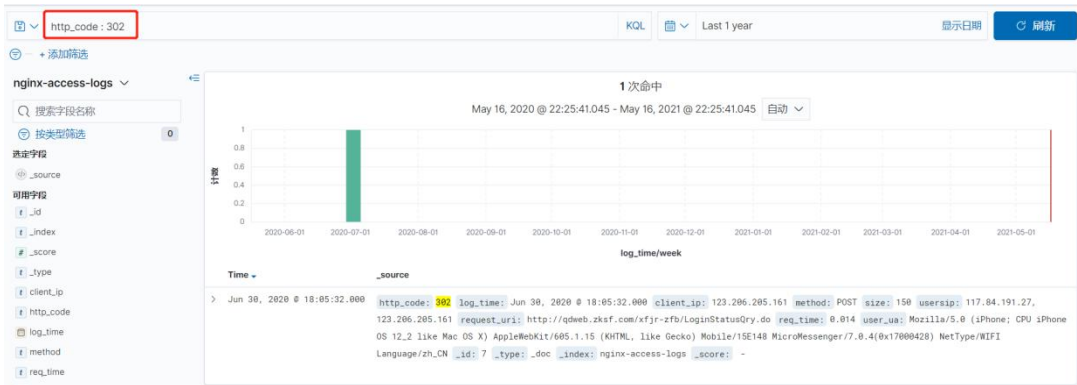 http_code : 302
KQL
Last 1 year
显示日期
刷新
+ 添加筛选
nginx-access-logs
搜索字段名称
按类型筛选 0
选定字段
_source
可用字段
t _id
t _index
# _score
t _type
t client_ip
t http_code
log_time
t method
t req_time
1 次命中
May 16, 2020 @ 22:25:41.045 - May 16, 2021 @ 22:25:41.045 自动
计数
1
0.8
0.6
0.4
0.2
0
2020-06-01 2020-07-01 2020-08-01 2020-09-01 2020-10-01 2020-11-01 2020-12-01 2021-01-01 2021-02-01 2021-03-01 2021-04-01 2021-05-01
log_time/week
Time _source
Jun 30, 2020 @ 18:05:32.000 http_code: 302 log_time: Jun 30, 2020 @ 18:05:32.000 client_ip: 123.206.205.161 method: POST size: 150 usersip: 117.84.191.27,
123.206.205.161 request_uri: http://qdweb.zksf.com/xfjr-zfb/LoginStatusQry.do req_time: 0.014 user_ua: Mozilla/5.0 (iPhone; CPU iPhone
OS 12_2 like Mac OS X) AppleWebKit/605.1.15 (KHTML, like Gecko) Mobile/15E148 MicroMessenger/7.0.4(0x17000428) NetType/WIFI
Language/zh_CN _id: 7 _type: _doc _index: nginx-access-logs _score: -